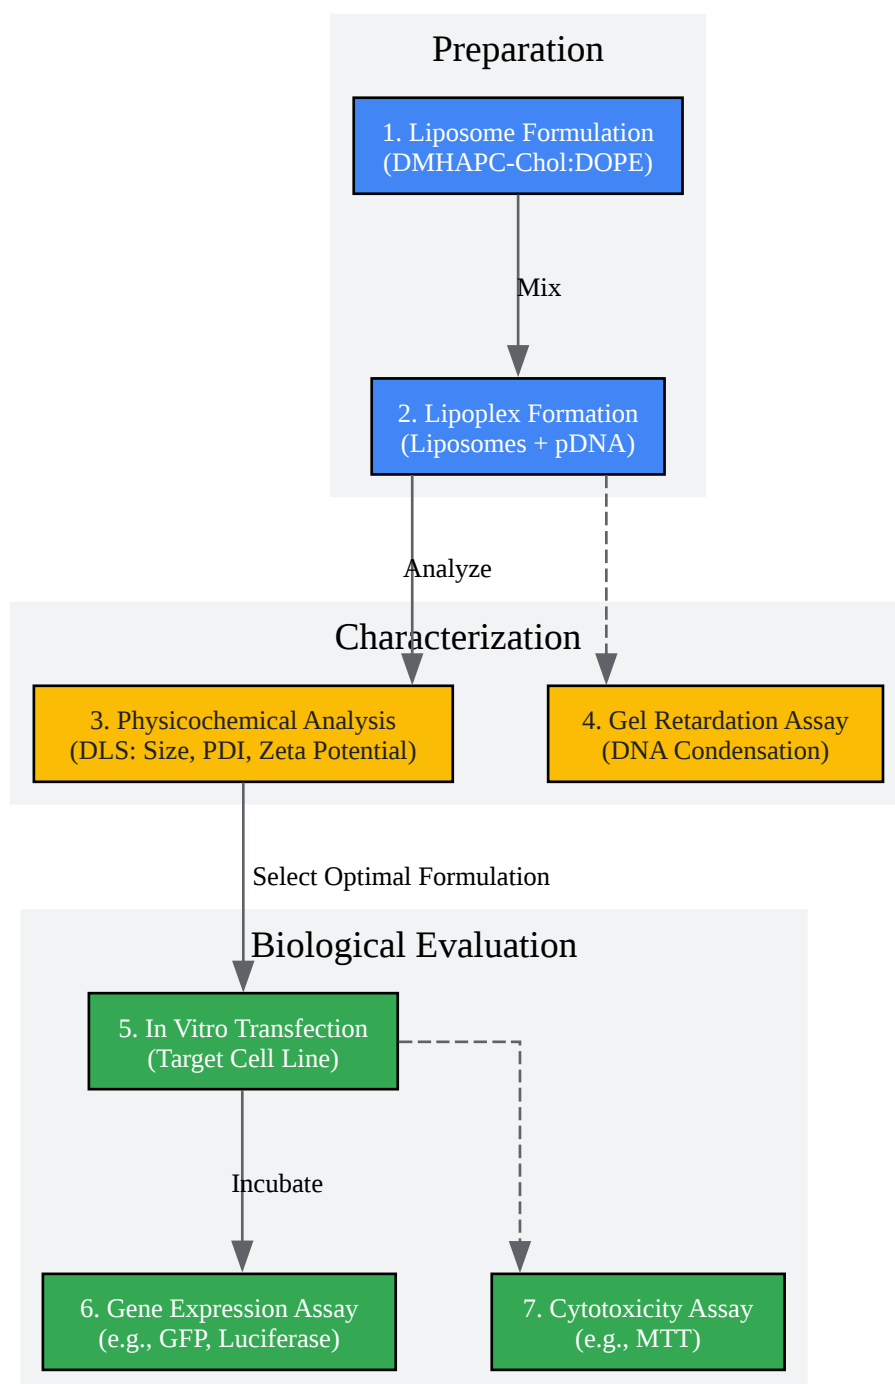 Preparation
1. Liposome Formulation
(DMHAPC-Chol:DOPE)
Mix
2. Lipoplex Formation
(Liposomes + pDNA)
Analyze
Characterization
3. Physicochemical Analysis
(DLS: Size, PDI, Zeta Potential)
4. Gel Retardation Assay
(DNA Condensation)
Select Optimal Formulation
Biological Evaluation
5. In Vitro Transfection
(Target Cell Line)
Incubate
6. Gene Expression Assay
(e.g., GFP, Luciferase)
7. Cytotoxicity Assay
(e.g., MTT)